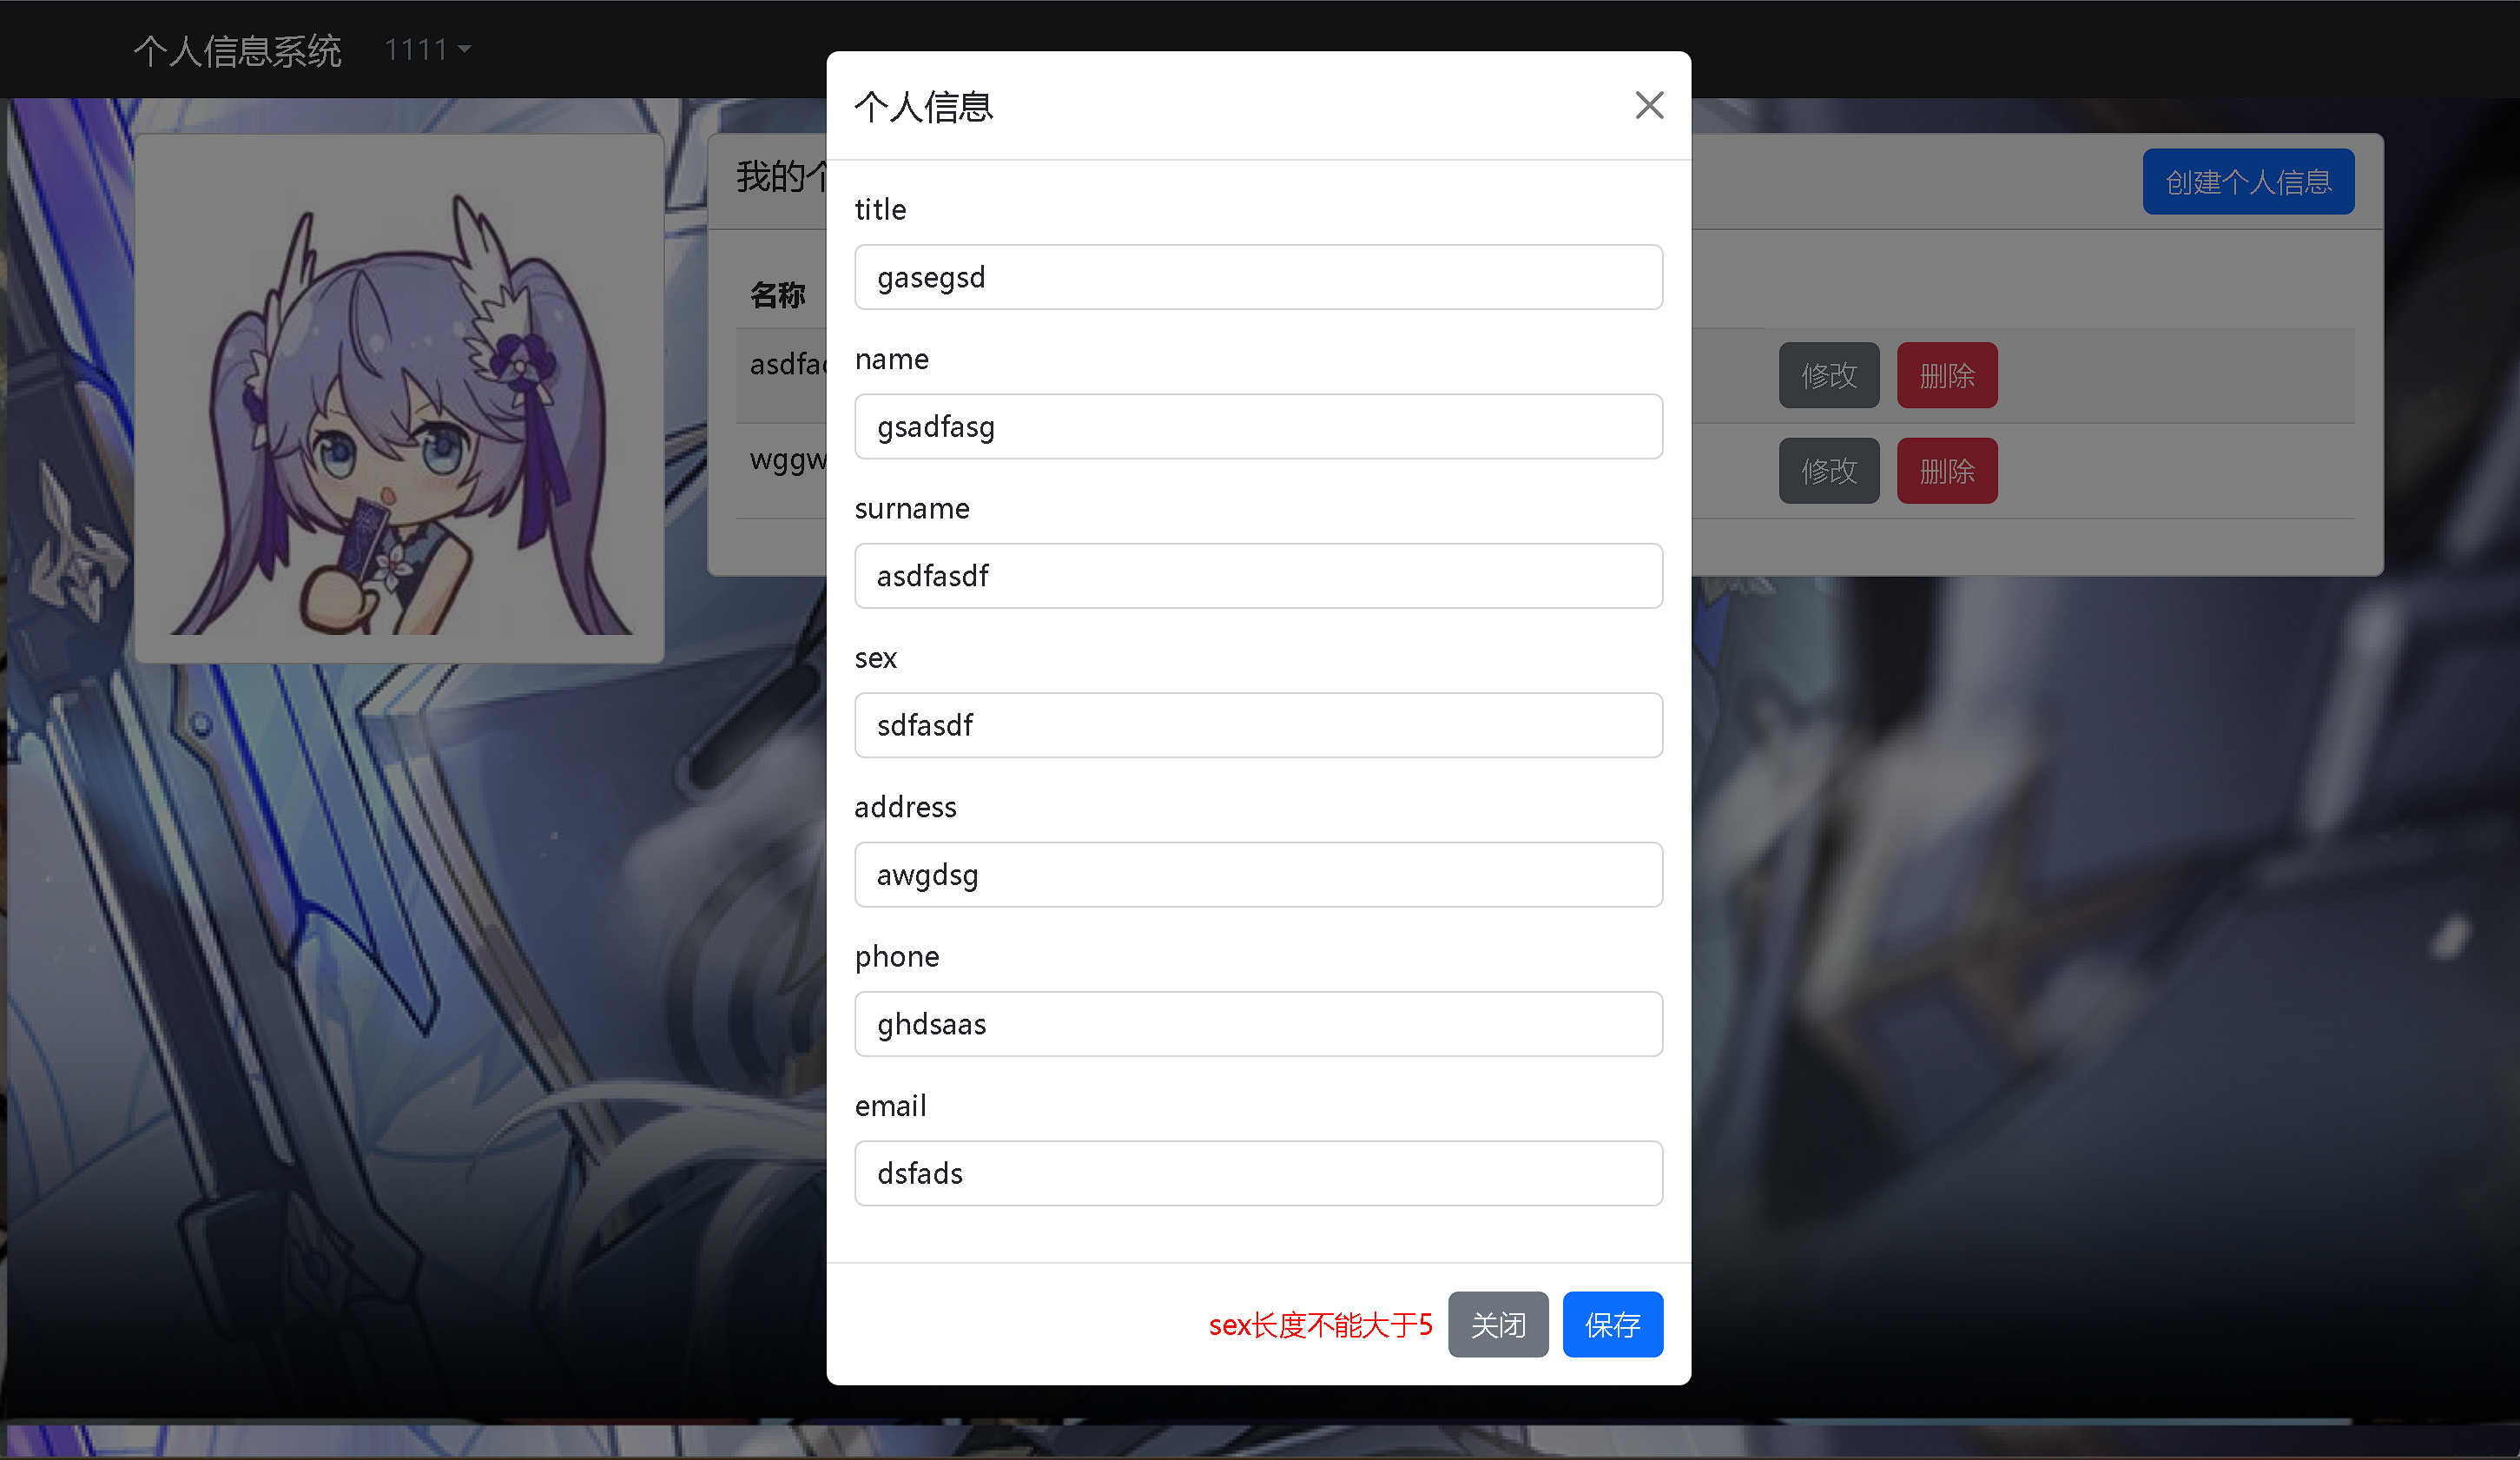 个人信息系统 1111
个人信息
我的个
创建个人信息
title
gasegsd
名称
name
asdfad
gsadfasg
修改 删除
wggw
修改 删除
surname
asdfasdf
sex
sdfasdf
address
awgdsg
phone
ghdsaas
email
dsfads
sex长度不能大于5 关闭 保存